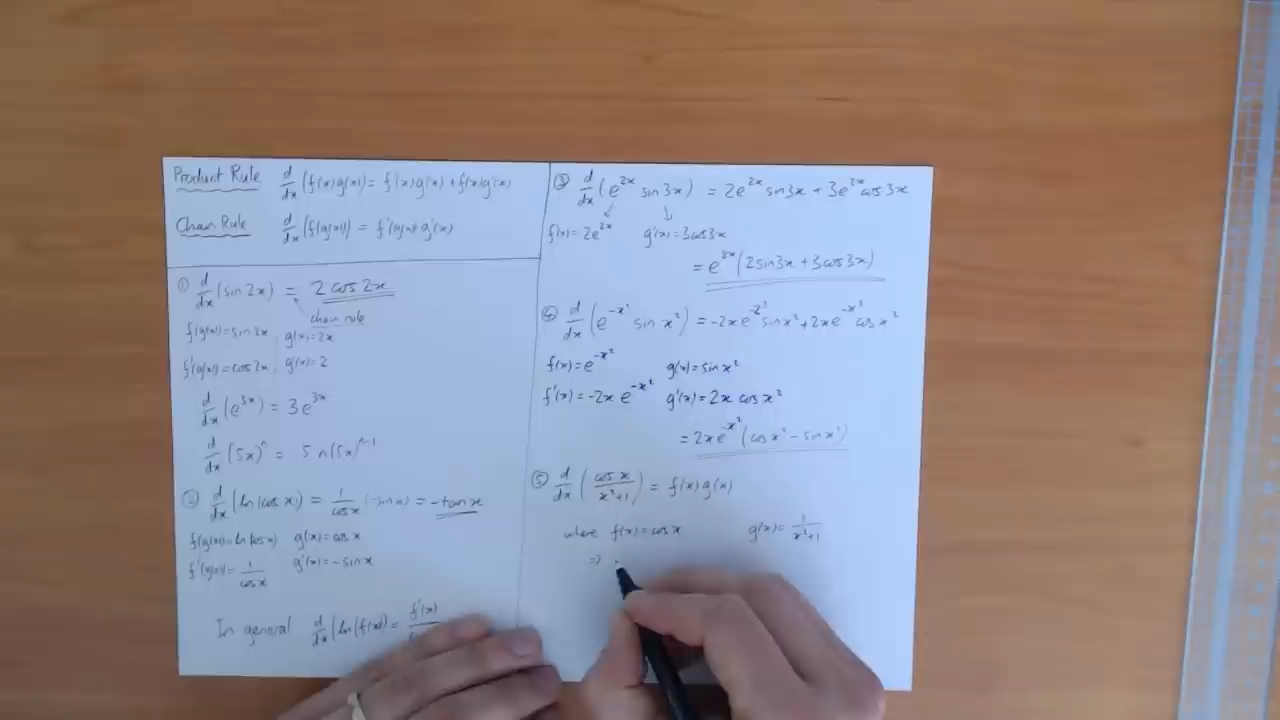 Product Rule d/dx (f(x)g(x)) = f'(x)g(x) + f(x)g'(x)
Chain Rule d/dx (f(g(x))) = f'(g(x)) g'(x)
① d/dx (sin 2x) = 2 cos 2x
chain rule
f(g(x)) = sin 2x , g(x) = 2x
f'(g(x)) = cos 2x , g'(x) = 2
d/dx (e^{3x}) = 3e^{3x}
d/dx (5x)^n = 5n(5x)^{n-1}
② d/dx (ln(cos x)) = 1/cos x (-sin x) = -tan x
f(g(x)) = ln(cos x) g(x) = cos x
f'(g(x)) = 1/cos x g'(x) = -sin x
In general d/dx (ln(f(x)) = f'(x)/
③ d/dx (e^{2x} sin 3x) = 2e^{2x} sin 3x + 3e^{2x} cos 3x
f'(x) = 2e^{2x} g'(x) = 3cos 3x
= e^{2x} (2sin 3x + 3cos 3x)
④ d/dx (e^{-x²} sin x²) = -2xe^{-x²} sin x² + 2xe^{-x²} cos x²
f(x) = e^{-x²} g(x) = sin x²
f'(x) = -2x e^{-x²} g'(x) = 2x cos x²
= 2xe^{-x²} (cos x² - sin x²)
⑤ d/dx (cos x / x²+1) = f(x) g(x)
where f(x) = cos x g(x) = 1/x²+1
⇒